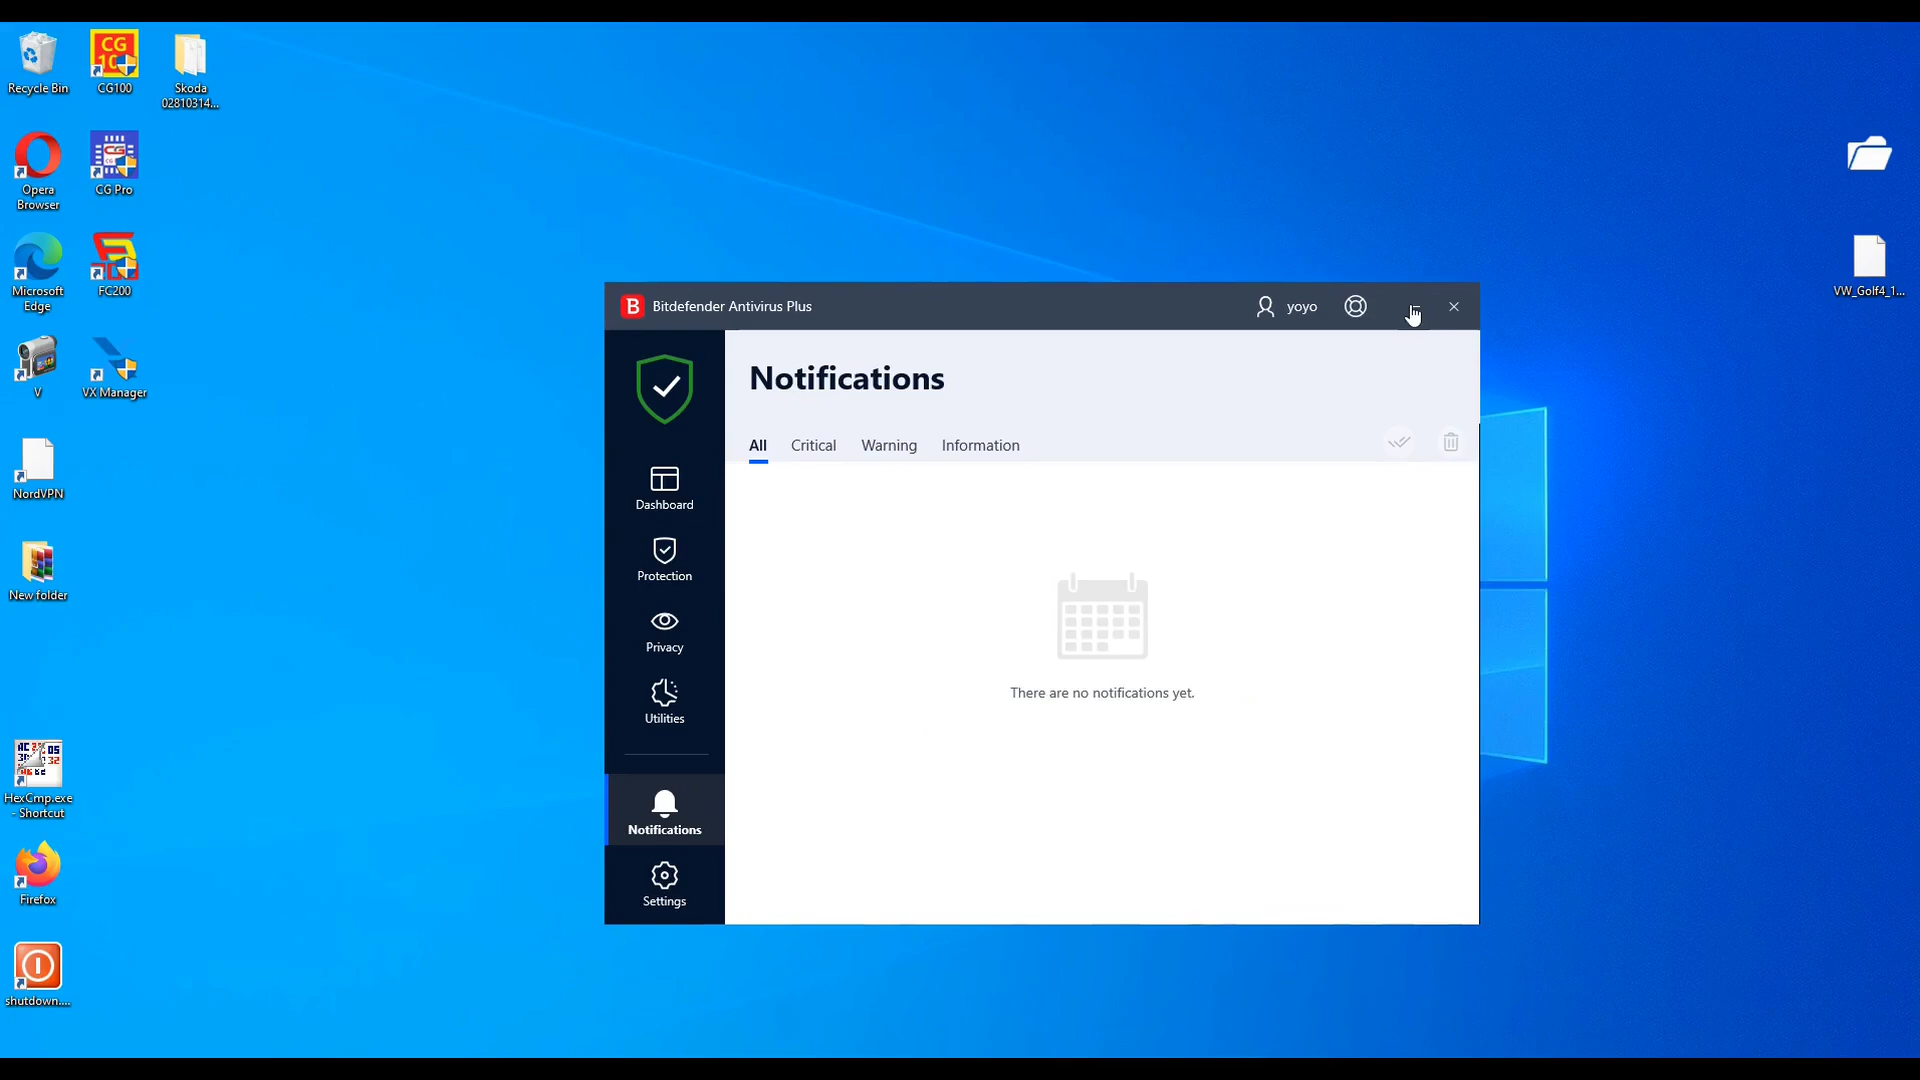 Recycle Bin
CG100
Skoda
02810314...
Opera
Browser
CG Pro
Microsoft
Edge
FC200
V
VX Manager
NordVPN
New folder
HexCmp.exe
- Shortcut
Firefox
shutdown....
VW_Golf4_1...
B Bitdefender Antivirus Plus
yoyo
Notifications
All Critical Warning Information
Dashboard
Protection
Privacy
Utilities
Notifications
Settings
There are no notifications yet.